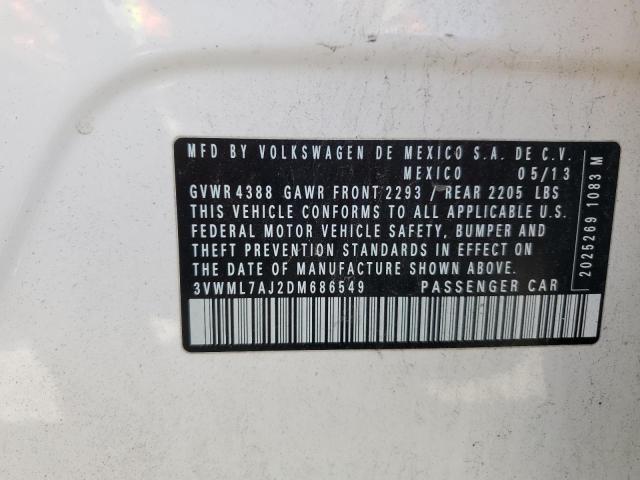 MFD BY VOLKSWAGEN DE MEXICO S.A. DE C.V.
MEXICO 05/13
GVWR 4388 GAWR FRONT 2293 / REAR 2205 LBS
THIS VEHICLE CONFORMS TO ALL APPLICABLE U.S.
FEDERAL MOTOR VEHICLE SAFETY, BUMPER AND
THEFT PREVENTION STANDARDS IN EFFECT ON
THE DATE OF MANUFACTURE SHOWN ABOVE.
3VWML7AJ2DM686549 PASSENGER CAR
2025269 1083 M